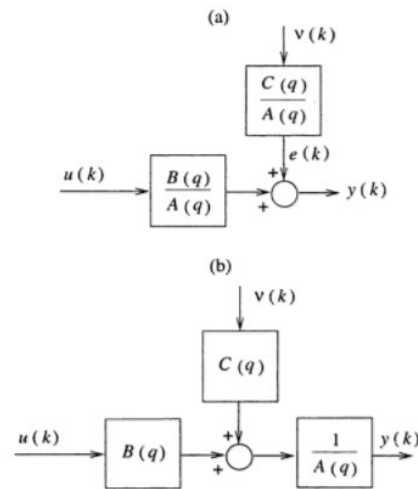 (a)
ν(k)
C(q)
A(q)
e(k)
u(k)
B(q)
A(q)
+
+
y(k)
(b)
ν(k)
C(q)
u(k)
B(q)
+
+
1
A(q)
y(k)